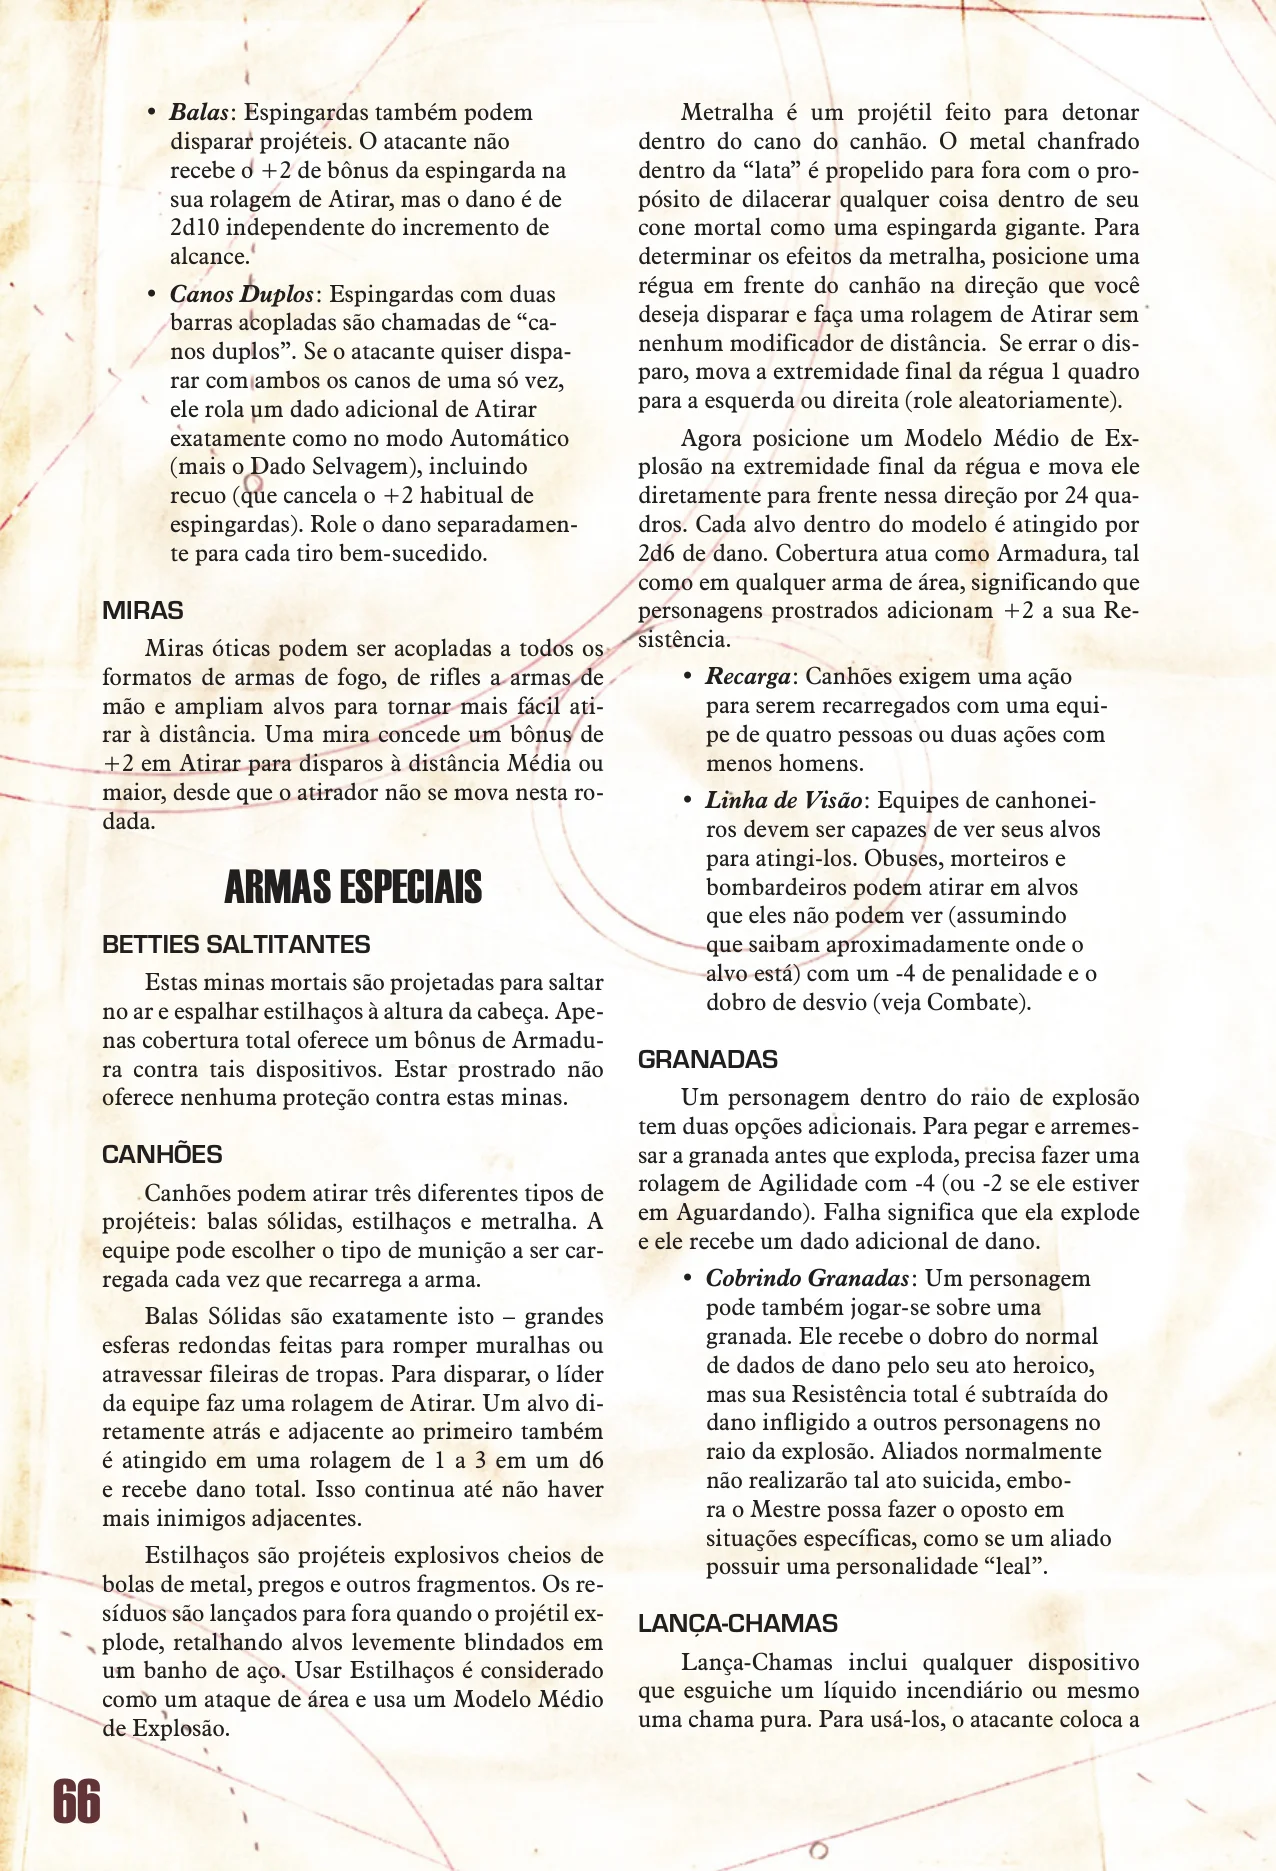 • Balas: Espingardas também podem
disparar projéteis. O atacante não
recebe o +2 de bônus da espingarda na
sua rolagem de Atirar, mas o dano é de
2d10 independente do incremento de
alcance.
• Canos Duplos: Espingardas com duas
barras acopladas são chamadas de “ca-
nos duplos”. Se o atacante quiser dispa-
rar com ambos os canos de uma só vez,
ele rola um dado adicional de Atirar
exatamente como no modo Automático
(mais o Dado Selvagem), incluindo
recuo (que cancela o +2 habitual de
espingardas). Role o dano separadamen-
te para cada tiro bem-sucedido.
MIRAS
Miras óticas podem ser acopladas a todos os
formatos de armas de fogo, de rifles a armas de
mão e ampliam alvos para tornar mais fácil ati-
rar à distância. Uma mira concede um bônus de
+2 em Atirar para disparos à distância Média ou
maior, desde que o atirador não se mova nesta ro-
dada.
ARMAS ESPECIAIS
BETTIES SALTITANTES
Estas minas mortais são projetadas para saltar
no ar e espalhar estilhaços à altura da cabeça. Ape-
nas cobertura total oferece um bônus de Armadu-
ra contra tais dispositivos. Estar prostrado não
oferece nenhuma proteção contra estas minas.
CANHÕES
Canhões podem atirar três diferentes tipos de
projéteis: balas sólidas, estilhaços e metralha. A
equipe pode escolher o tipo de munição a ser car-
regada cada vez que recarrega a arma.
Balas Sólidas são exatamente isto – grandes
esferas redondas feitas para romper muralhas ou
atravessar fileiras de tropas. Para disparar, o líder
da equipe faz uma rolagem de Atirar. Um alvo di-
retamente atrás e adjacente ao primeiro também
é atingido em uma rolagem de 1 a 3 em um d6
e recebe dano total. Isso continua até não haver
mais inimigos adjacentes.
Estilhaços são projéteis explosivos cheios de
bolas de metal, pregos e outros fragmentos. Os re-
síduos são lançados para fora quando o projétil ex-
plode, retalhando alvos levemente blindados em
um banho de aço. Usar Estilhaços é considerado
como um ataque de área e usa um Modelo Médio
de Explosão.
Metralha é um projétil feito para detonar
dentro do cano do canhão. O metal chanfrado
dentro da “lata” é propelido para fora com o pro-
pósito de dilacerar qualquer coisa dentro de seu
cone mortal como uma espingarda gigante. Para
determinar os efeitos da metralha, posicione uma
régua em frente do canhão na direção que você
deseja disparar e faça uma rolagem de Atirar sem
nenhum modificador de distância. Se errar o dis-
paro, mova a extremidade final da régua 1 quadro
para a esquerda ou direita (role aleatoriamente).
Agora posicione um Modelo Médio de Ex-
plosão na extremidade final da régua e mova ele
diretamente para frente nessa direção por 24 qua-
dros. Cada alvo dentro do modelo é atingido por
2d6 de dano. Cobertura atua como Armadura, tal
como em qualquer arma de área, significando que
personagens prostrados adicionam +2 a sua Re-
sistência.
• Recarga: Canhões exigem uma ação
para serem recarregados com uma equi-
pe de quatro pessoas ou duas ações com
menos homens.
• Linha de Visão: Equipes de canhonei-
ros devem ser capazes de ver seus alvos
para atingi-los. Obuses, morteiros e
bombardeiros podem atirar em alvos
que eles não podem ver (assumindo
que saibam aproximadamente onde o
alvo está) com um -4 de penalidade e o
dobro de desvio (veja Combate).
GRANADAS
Um personagem dentro do raio de explosão
tem duas opções adicionais. Para pegar e arremes-
sar a granada antes que exploda, precisa fazer uma
rolagem de Agilidade com -4 (ou -2 se ele estiver
em Aguardando). Falha significa que ela explode
e ele recebe um dado adicional de dano.
• Cobrindo Granadas: Um personagem
pode também jogar-se sobre uma
granada. Ele recebe o dobro do normal
de dados de dano pelo seu ato heroico,
mas sua Resistência total é subtraída do
dano infligido a outros personagens no
raio da explosão. Aliados normalmente
não realizarão tal ato suicida, embo-
ra o Mestre possa fazer o oposto em
situações específicas, como se um aliado
possuir uma personalidade “leal”.
LANÇA-CHAMAS
Lança-Chamas inclui qualquer dispositivo
que esguiche um líquido incendiário ou mesmo
uma chama pura. Para usá-los, o atacante coloca a
66